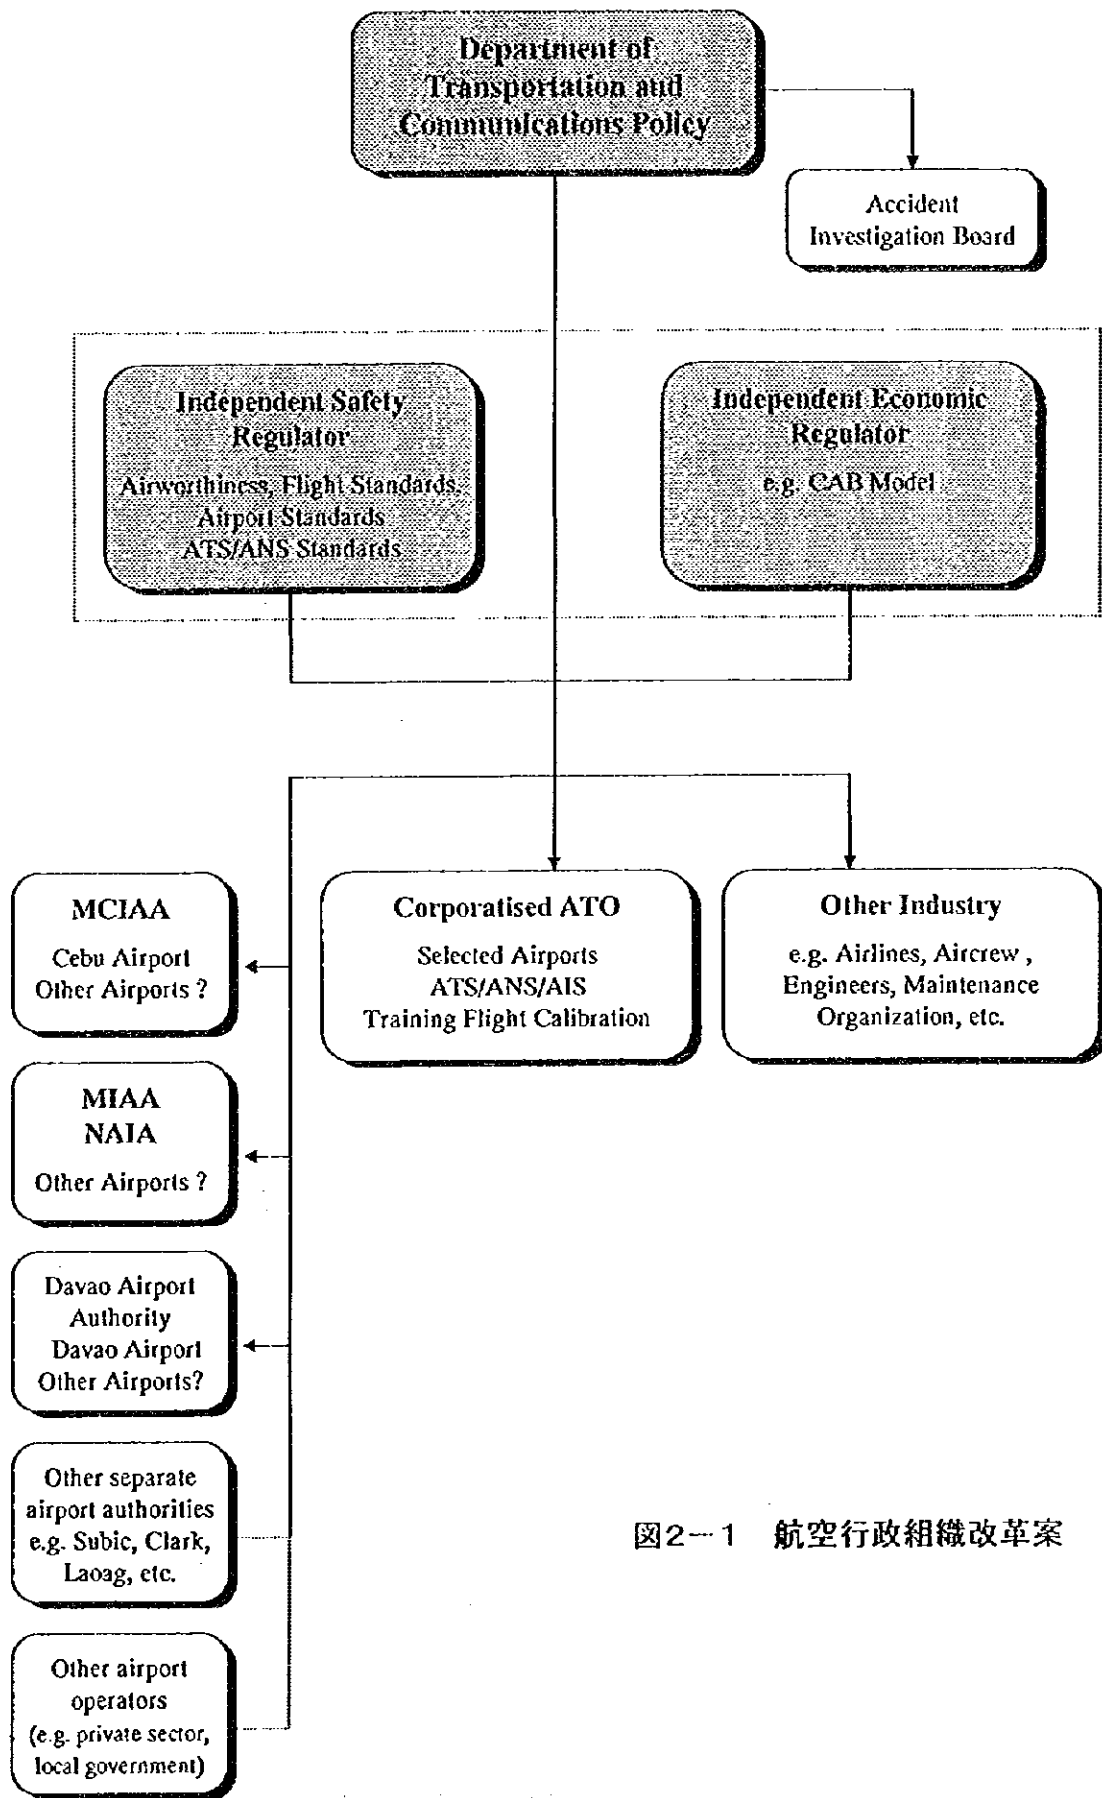 Department of
Transportation and
Communications Policy
Accident
Investigation Board
Independent Safety
Regulator
Airworthiness, Flight Standards,
Airport Standards
ATS/ANS Standards
Independent Economic
Regulator
e.g. CAB Model
MCIAA
Cebu Airport
Other Airports ?
Corporatised ATO
Selected Airports
ATS/ANS/AIS
Training Flight Calibration
Other Industry
e.g. Airlines, Aircrew ,
Engineers, Maintenance
Organization, etc.
MIAA
NAIA
Other Airports ?
Davao Airport
Authority
Davao Airport
Other Airports?
Other separate
airport authorities
e.g. Subic, Clark,
Laoag, etc.
Other airport
operators
(e.g. private sector,
local government)
図2-1 航空行政組織改革案